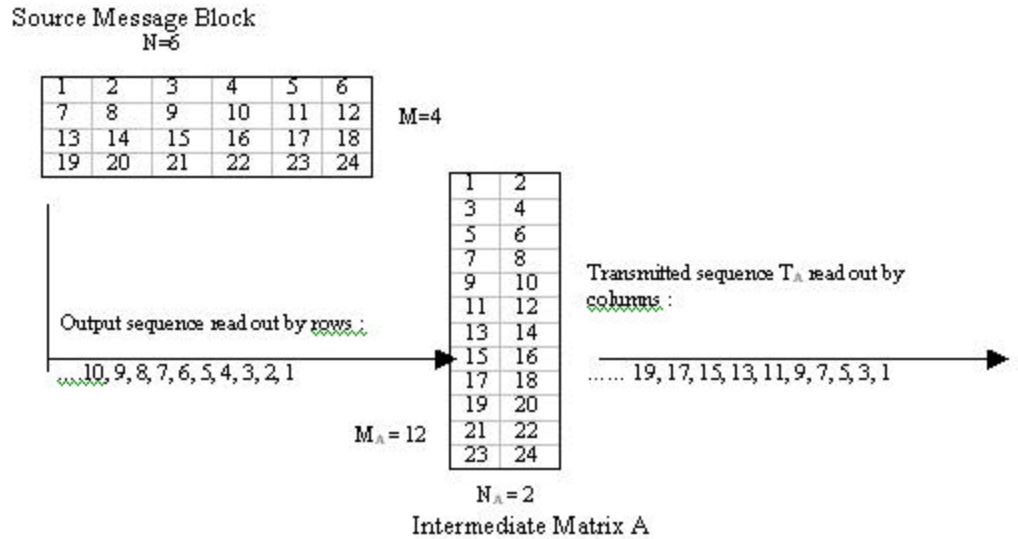 Source Message Block
N=6
1 2 3 4 5 6
7 8 9 10 11 12
13 14 15 16 17 18
19 20 21 22 23 24
M=4
1 2
3 4
5 6
7 8
9 10
11 12
13 14
15 16
17 18
19 20
21 22
23 24
Output sequence read out by rows :
.....10, 9, 8, 7, 6, 5, 4, 3, 2, 1
Transmitted sequence TA read out by
columns :
...... 19, 17, 15, 13, 11, 9, 7, 5, 3, 1
MA = 12
NA = 2
Intermediate Matrix A